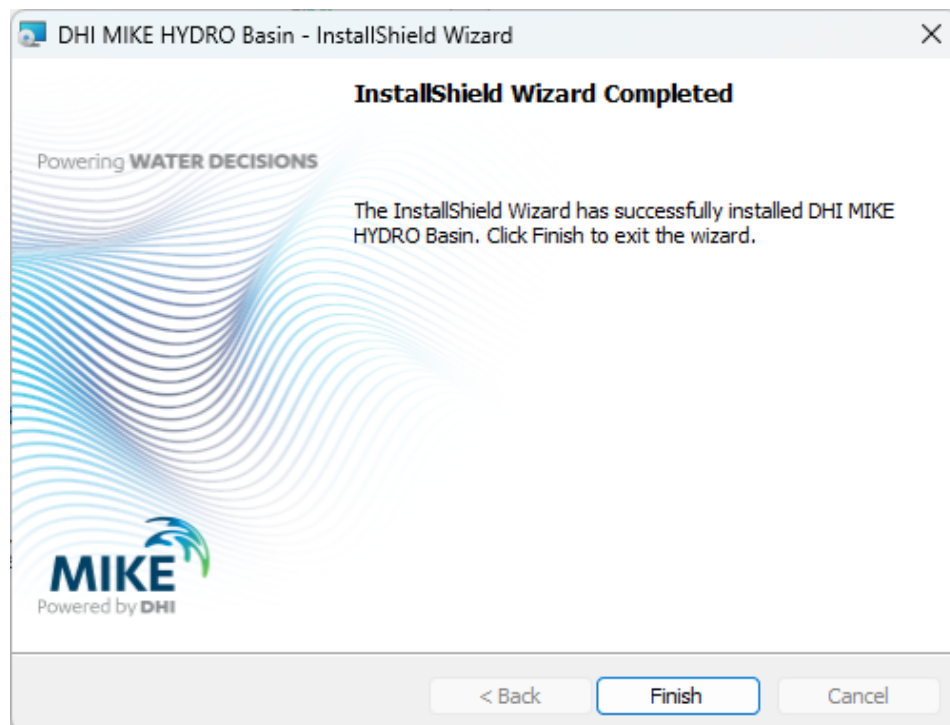 DHI MIKE HYDRO Basin - InstallShield Wizard
InstallShield Wizard Completed
Powering WATER DECISIONS
The InstallShield Wizard has successfully installed DHI MIKE
HYDRO Basin. Click Finish to exit the wizard.
MIKE
Powered by DHI
< Back
Finish
Cancel